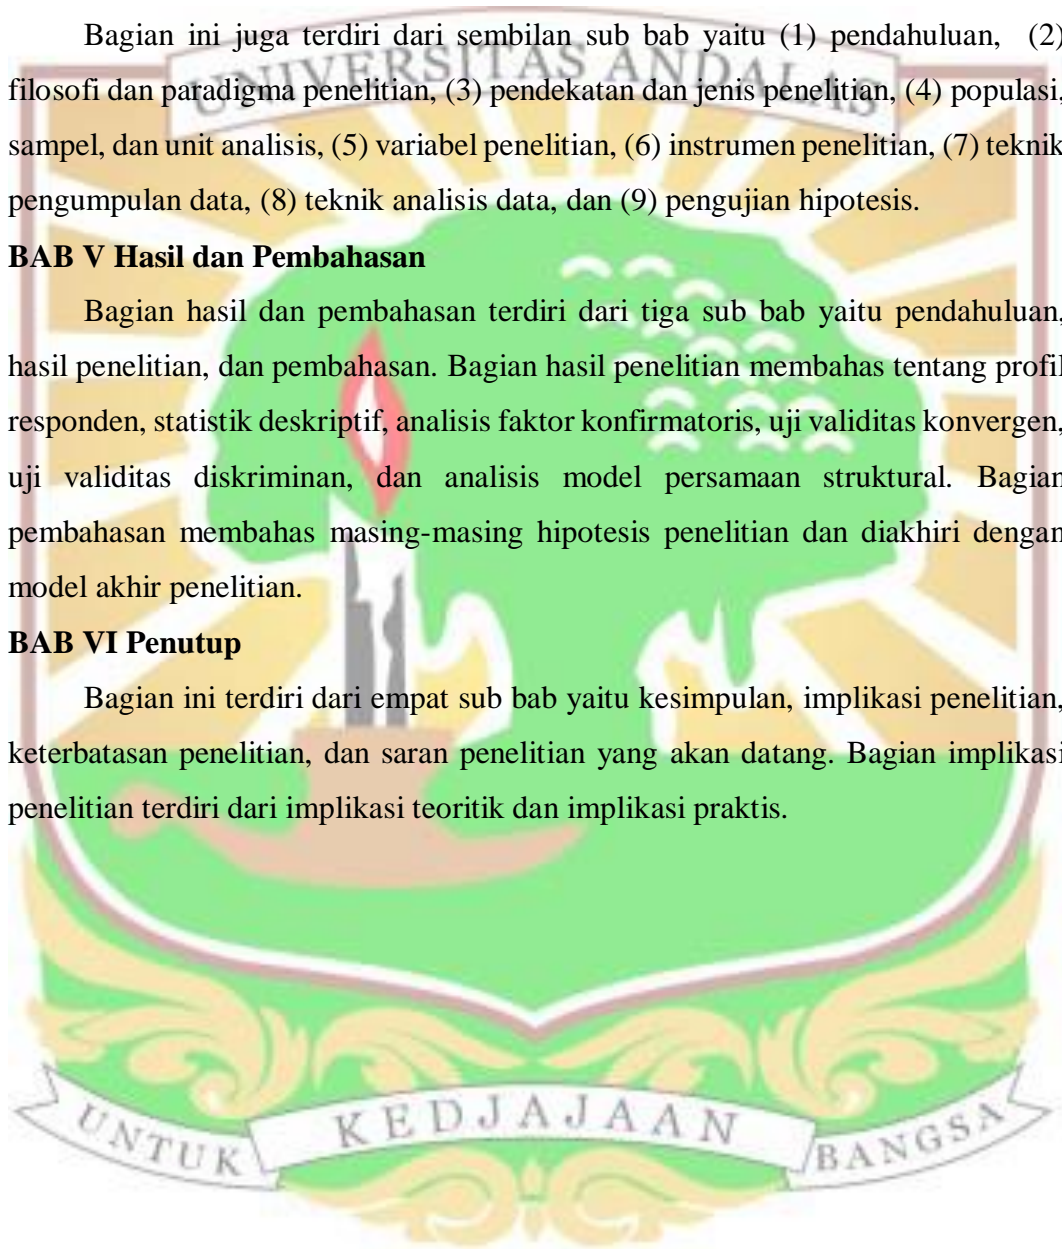 Bagian ini juga terdiri dari sembilan sub bab yaitu (1) pendahuluan, (2)
UNIVERSITAS ANDALAS
filosofi dan paradigma penelitian, (3) pendekatan dan jenis penelitian, (4) populasi,
sampel, dan unit analisis, (5) variabel penelitian, (6) instrumen penelitian, (7) teknik
pengumpulan data, (8) teknik analisis data, dan (9) pengujian hipotesis.
BAB V Hasil dan Pembahasan
Bagian hasil dan pembahasan terdiri dari tiga sub bab yaitu pendahuluan,
hasil penelitian, dan pembahasan. Bagian hasil penelitian membahas tentang profil
responden, statistik deskriptif, analisis faktor konfirmatoris, uji validitas konvergen,
uji validitas diskriminan, dan analisis model persamaan struktural. Bagian
pembahasan membahas masing-masing hipotesis penelitian dan diakhiri dengan
model akhir penelitian.
BAB VI Penutup
Bagian ini terdiri dari empat sub bab yaitu kesimpulan, implikasi penelitian,
keterbatasan penelitian, dan saran penelitian yang akan datang. Bagian implikasi
penelitian terdiri dari implikasi teoritik dan implikasi praktis.
UNTUK KEDJAJAAN BANGSA